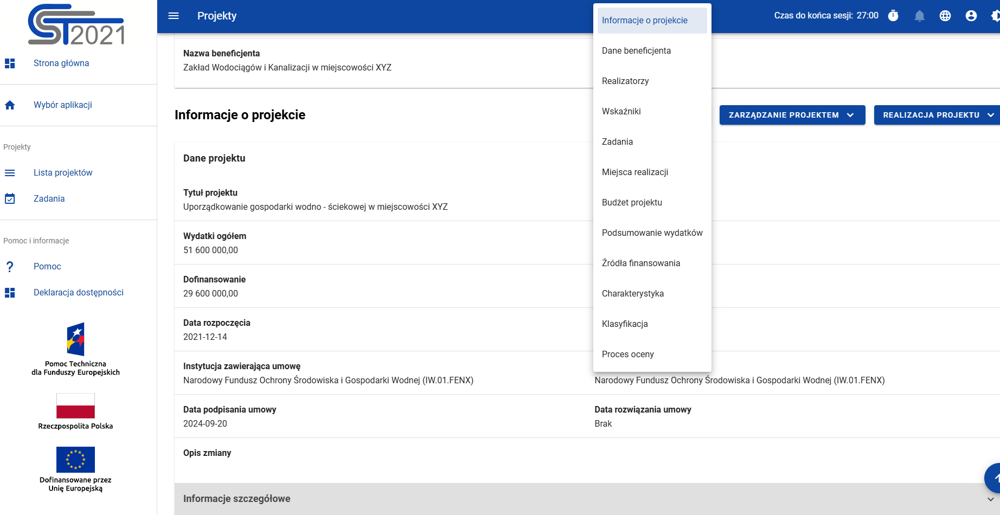 CST2021
Strona główna
Wybór aplikacji
Projekty
Lista projektów
Zadania
Pomoc i informacje
? Pomoc
Deklaracja dostępności
Pomoc Techniczna
dla Funduszy Europejskich
Rzeczpospolita Polska
Dofinansowane przez
Unię Europejską
Projekty
Czas do końca sesji: 27:00
Nazwa beneficjenta
Zakład Wodociągów i Kanalizacji w miejscowości XYZ
Informacje o projekcie
ZARZĄDZANIE PROJEKTEM
REALIZACJA PROJEKTU
Informacje o projekcie
Dane beneficjenta
Realizatorzy
Wskaźniki
Zadania
Miejsca realizacji
Budżet projektu
Podsumowanie wydatków
Źródła finansowania
Charakterystyka
Klasyfikacja
Proces oceny
Dane projektu
Tytuł projektu
Uporządkowanie gospodarki wodno - ściekowej w miejscowości XYZ
Wydatki ogółem
51 600 000,00
Dofinansowanie
29 600 000,00
Data rozpoczęcia
2021-12-14
Instytucja zawierająca umowę
Narodowy Fundusz Ochrony Środowiska i Gospodarki Wodnej (IW.01.FENX)
Narodowy Fundusz Ochrony Środowiska i Gospodarki Wodnej (IW.01.FENX)
Data podpisania umowy
2024-09-20
Data rozwiązania umowy
Brak
Opis zmiany
Informacje szczegółowe